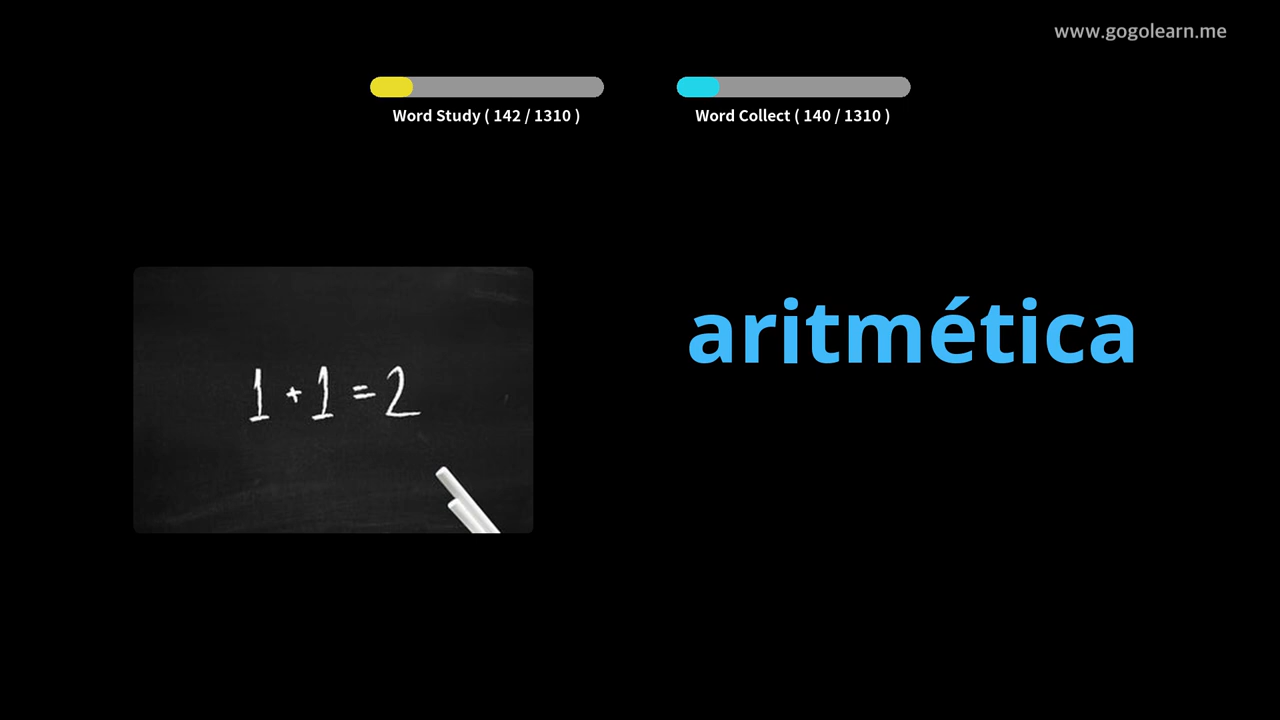 www.gogolearn.me
Word Study ( 142 / 1310 )
Word Collect ( 140 / 1310 )
aritmética
1 + 1 = 2